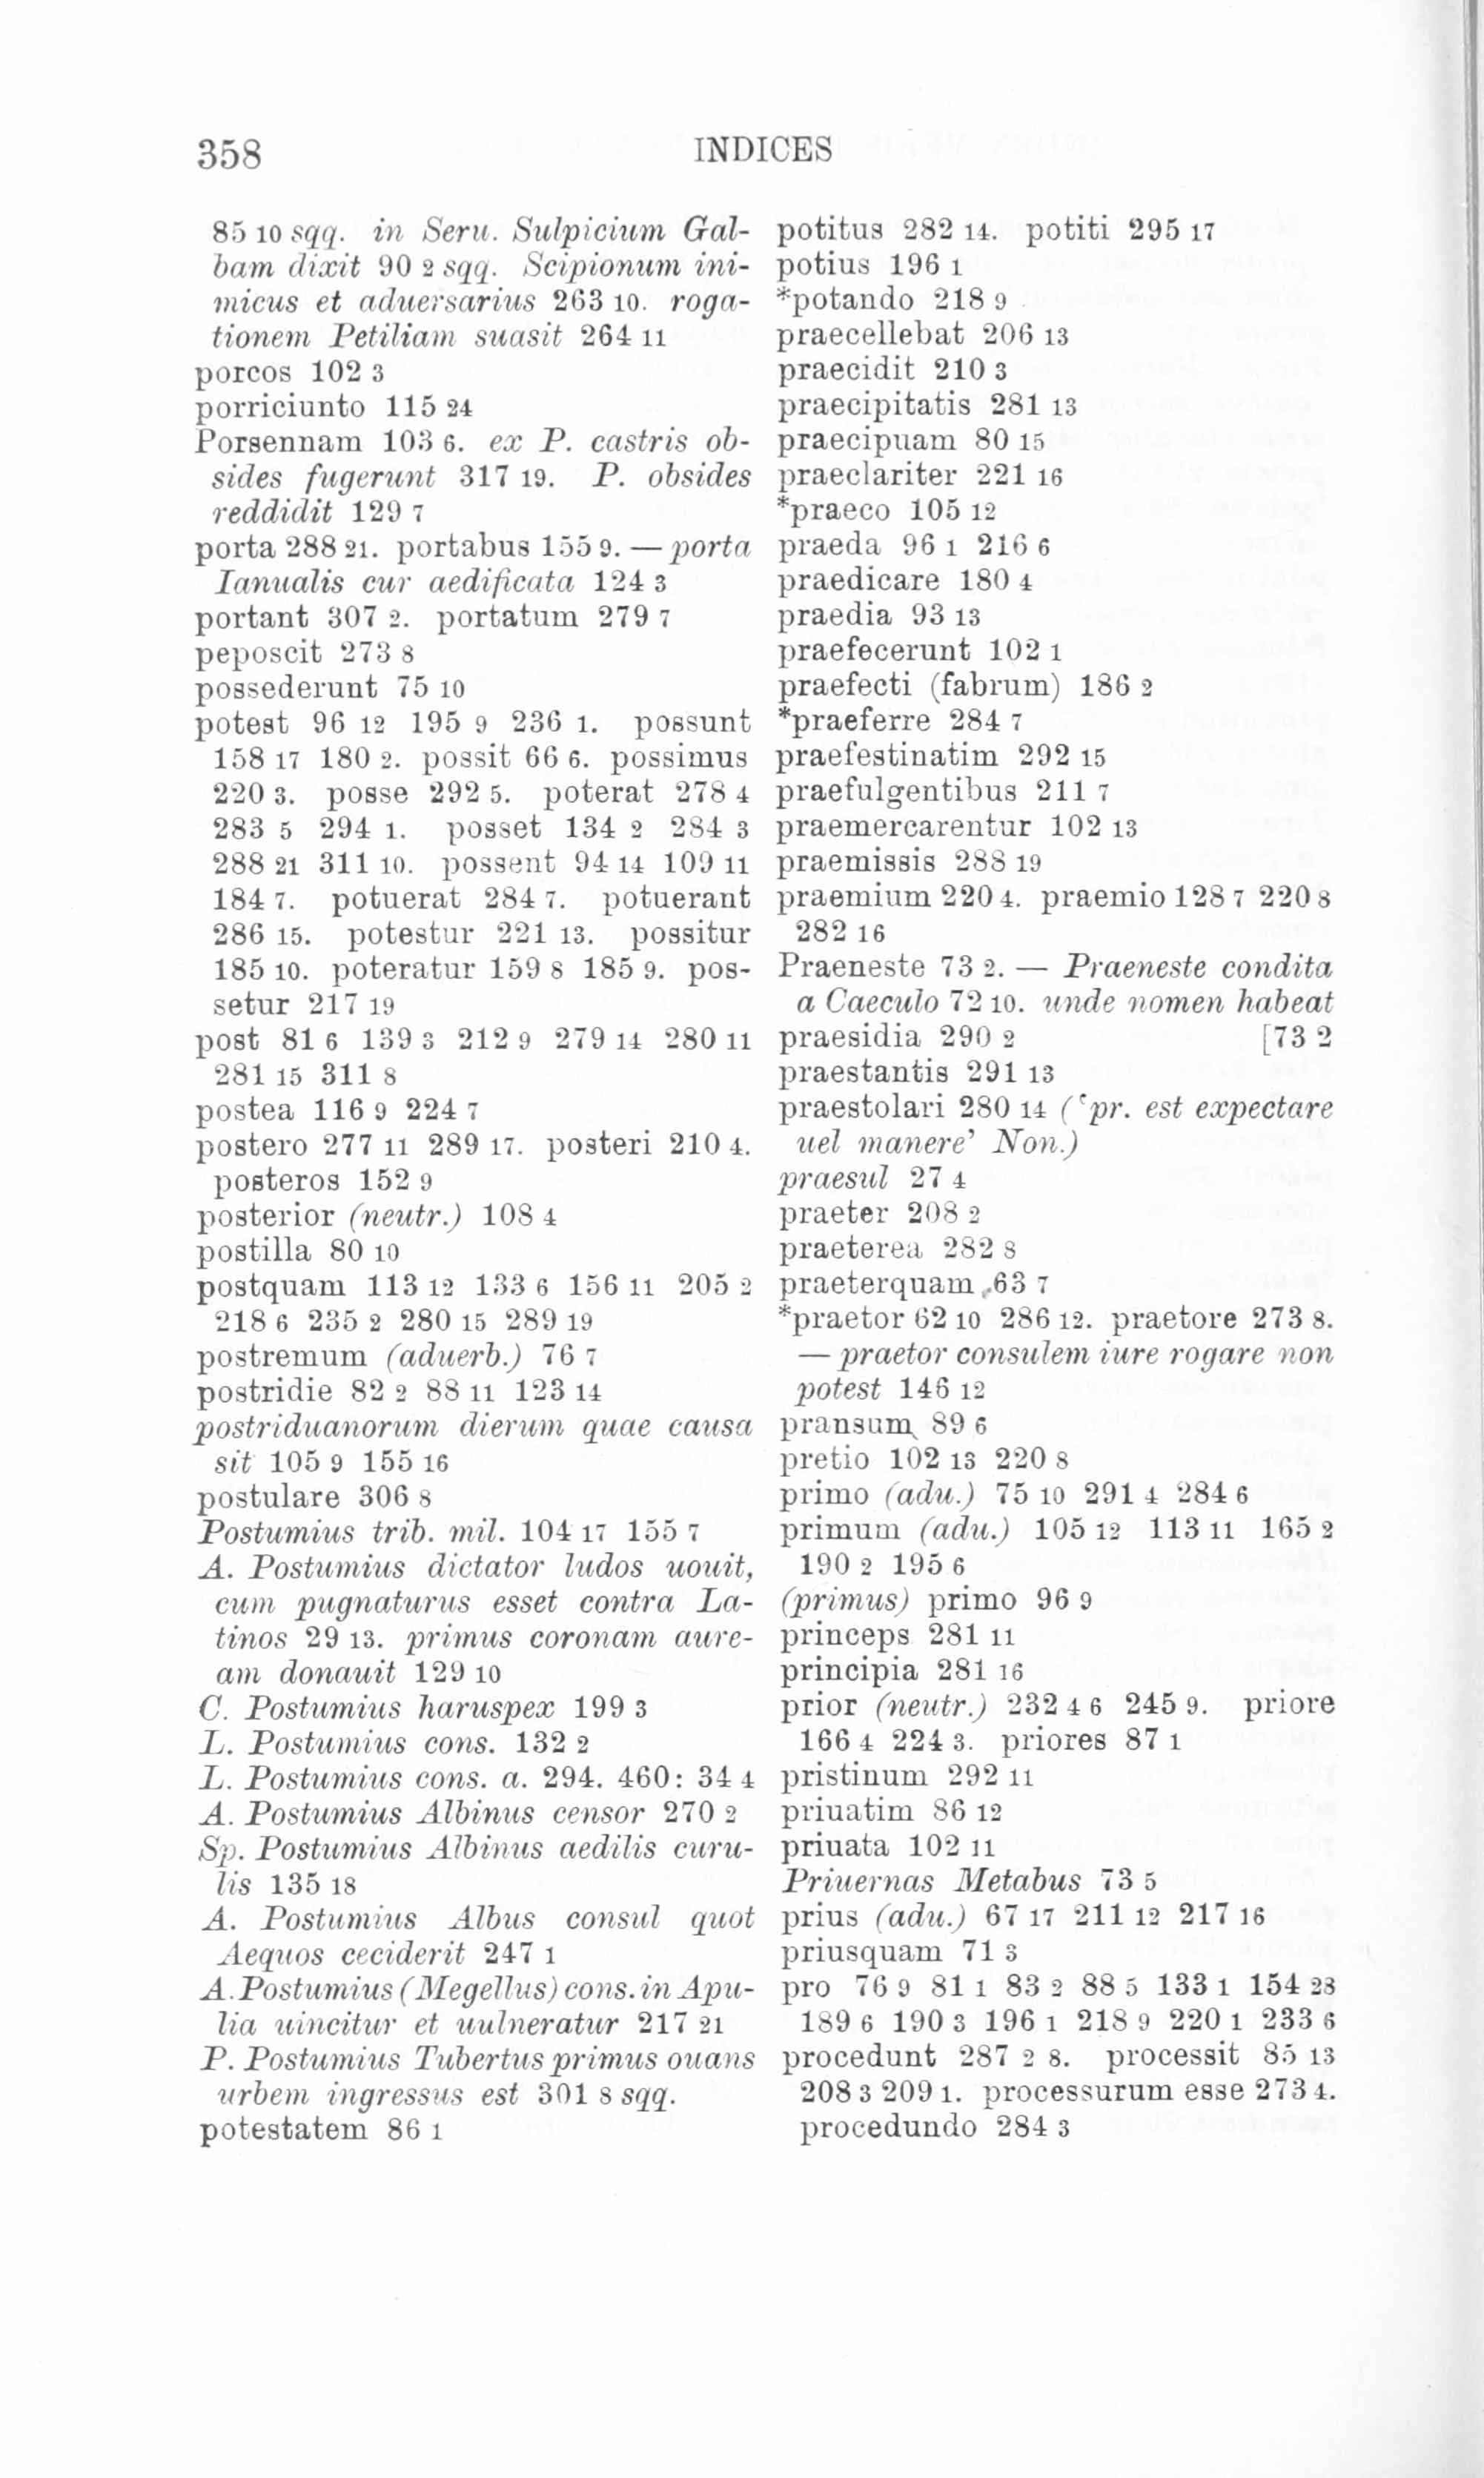 358
INDICES
85 10 sqq. in Seru. Sulpicium Gal-
bam dixit 90 2 sqq. Scipionum ini-
micus et aduersarius 263 10. roga-
tionem Petiliam suasit 264 11
porcos 102 3
porriciunto 115 24
Porsennam 103 6. ex P. castris ob-
sides fugerunt 317 19. P. obsides
reddidit 129 7
porta 288 21. portabus 155 9. — porta
Ianualis cur aedificata 124 3
portant 307 2. portatum 279 7
peposcit 273 8
possederunt 75 10
potest 96 12 195 9 236 1. possunt
158 17 180 2. possit 66 6. possimus
220 3. posse 292 5. poterat 278 4
283 5 294 1. posset 134 2 284 3
288 21 311 10. possent 94 14 109 11
184 7. potuerat 284 7. potuerant
286 15. potestur 221 13. possitur
185 10. poteratur 159 8 185 9. pos-
setur 217 19
post 81 6 139 3 212 9 279 14 280 11
281 15 311 8
postea 116 9 224 7
postero 277 11 289 17. posteri 210 4.
posteros 152 9
posterior (neutr.) 108 4
postilla 80 10
postquam 113 12 133 6 156 11 205 2
218 6 235 2 280 15 289 19
postremum (aduerb.) 76 7
postridie 82 2 88 11 123 14
postriduanorum dierum quae causa
sit 105 9 155 16
postulare 306 8
Postumius trib. mil. 104 17 155 7
A. Postumius dictator ludos uouit,
cum pugnaturus esset contra La-
tinos 29 13. primus coronam aure-
am donauit 129 10
C. Postumius haruspex 199 3
L. Postumius cons. 132 2
L. Postumius cons. a. 294. 460: 34 4
A. Postumius Albinus censor 270 2
Sp. Postumius Albinus aedilis curu-
lis 135 18
A. Postumius Albus consul quot
Aequos ceciderit 247 1
A. Postumius (Megellus) cons. in Apu-
lia uincitur et uulneratur 217 21
P. Postumius Tubertus primus ouans
urbem ingressus est 301 8 sqq.
potestatem 86 1
potitus 282 14. potiti 295 17
potius 196 1
*potando 218 9
praecellebat 206 13
praecidit 210 3
praecipitatis 281 13
praecipuam 80 15
praeclariter 221 16
*praeco 105 12
praeda 96 1 216 6
praedicare 180 4
praedia 93 13
praefecerunt 102 1
praefecti (fabrum) 186 2
*praeferre 284 7
praefestinatim 292 15
praefulgentibus 211 7
praemercarentur 102 13
praemissis 288 19
praemium 220 4. praemio 128 7 220 8
282 16
Praeneste 73 2. — Praeneste condita
a Caeculo 72 10. unde nomen habeat
praesidia 290 2 [73 2
praestantis 291 13
praestolari 280 14 (‘pr. est expectare
uel manere’ Non.)
praesul 27 4
praeter 208 2
praeterea 282 8
praeterquam 63 7
*praetor 62 10 286 12. praetore 273 8.
— praetor consulem iure rogare non
potest 146 12
pransum 89 6
pretio 102 13 220 8
primo (adu.) 75 10 291 4 284 6
primum (adu.) 105 12 113 11 165 2
190 2 195 6
(primus) primo 96 9
princeps 281 11
principia 281 16
prior (neutr.) 232 4 6 245 9. priore
166 4 224 3. priores 87 1
pristinum 292 11
priuatim 86 12
priuata 102 11
Priuernas Metabus 73 5
prius (adu.) 67 17 211 12 217 16
priusquam 71 3
pro 76 9 81 1 83 2 88 5 133 1 154 28
189 6 190 3 196 1 218 9 220 1 233 6
procedunt 287 2 8. processit 85 13
208 3 209 1. processurum esse 273 4.
procedundo 284 3